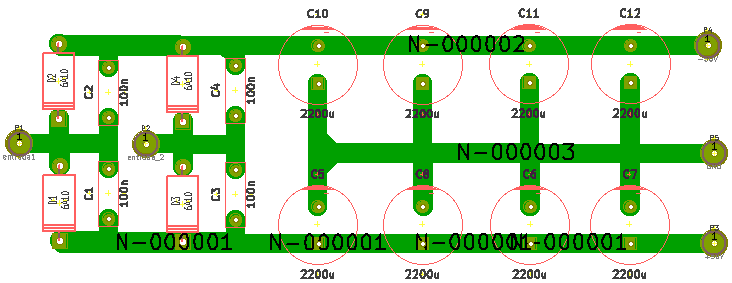 C10 C9 C11 C12
N-000002
P4
1
-50V
D2
6A10
C2
100n
D4
6A10
C4
100n
2200u 2200u 2200u 2200u
P1
1
entrada1
P2
1
entrada_2
N-000003
P5
1
GND
D1
6A10
C1
100n
D3
6A10
C3
100n
C5 C8 C6 C7
N-000001 N-000001 N-000001 N-000001
P3
1
2200u 2200u 2200u 2200u